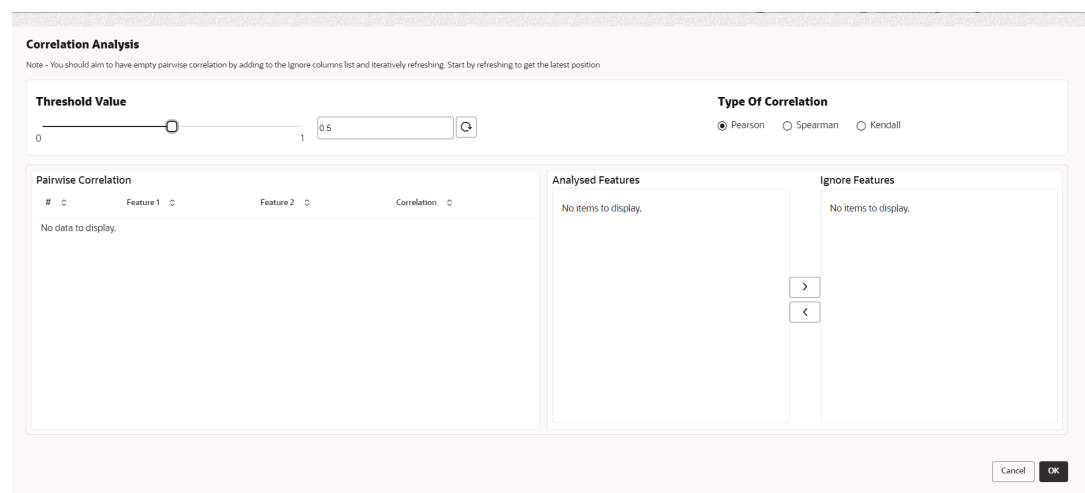 Correlation Analysis
Note - You should aim to have empty pairwise correlation by adding to the Ignore columns list and iteratively refreshing. Start by refreshing to get the latest position
Threshold Value
Type Of Correlation
0.5
Pearson
Spearman
Kendall
0
1
Pairwise Correlation
# Feature 1 Feature 2 Correlation
No data to display.
Analysed Features
No items to display.
Ignore Features
No items to display.
Cancel
OK